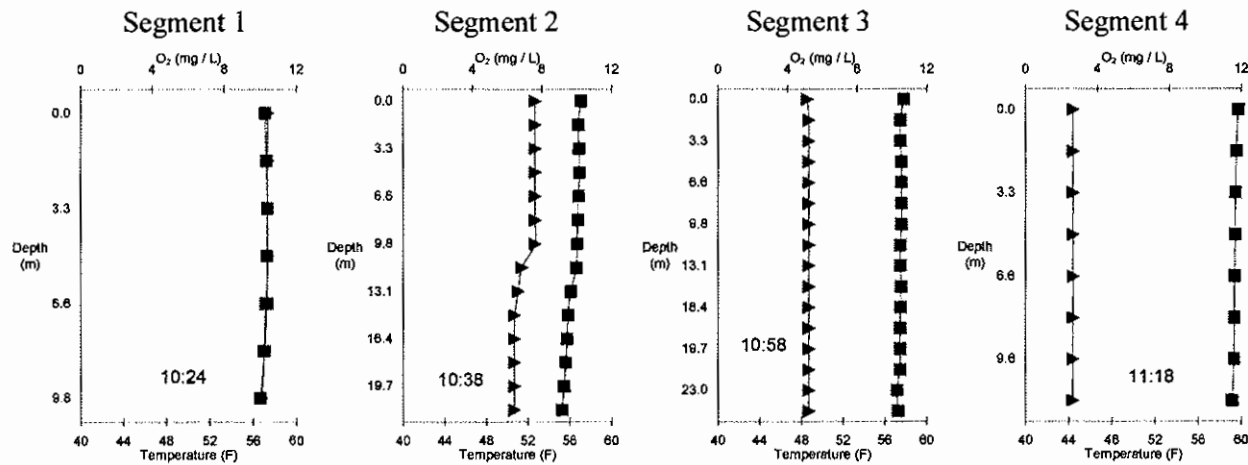 Segment 1
O₂ (mg / L)
0 4 8 12
0.0
3.3
Depth
(m)
6.6
10:24
9.8
40 44 48 52 56 60
Temperature (F)
Segment 2
O₂ (mg / L)
0 4 8 12
0.0
3.3
6.6
9.8
Depth
(m)
13.1
16.4
10:38
19.7
40 44 48 52 56 60
Temperature (F)
Segment 3
O₂ (mg / L)
0 4 8 12
0.0
3.3
6.6
9.8
Depth
(m)
13.1
16.4
10:58
19.7
23.0
40 44 48 52 56 60
Temperature (F)
Segment 4
O₂ (mg / L)
0 4 8 12
0.0
3.3
Depth
(m)
6.6
9.8
11:18
40 44 48 52 56 60
Temperature (F)